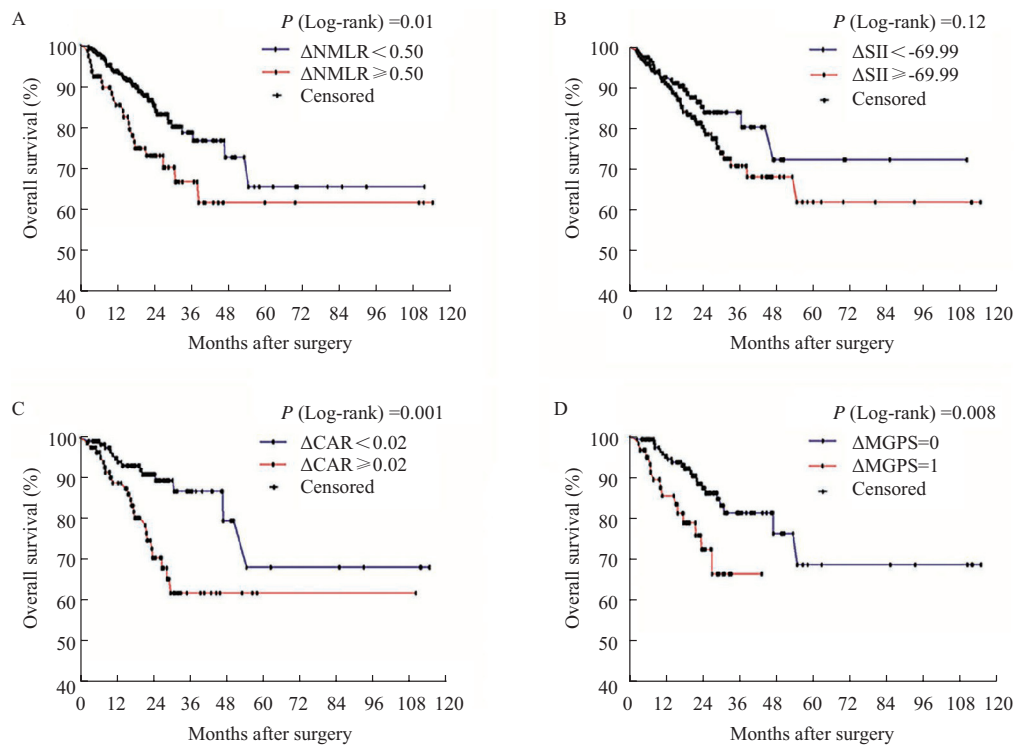 A
P (Log-rank) =0.01
ΔNMLR＜0.50
ΔNMLR≥0.50
Censored
Overall survival (%)
100
90
80
70
60
50
40
0 12 24 36 48 60 72 84 96 108 120
Months after surgery
B
P (Log-rank) =0.12
ΔSII＜-69.99
ΔSII≥-69.99
Censored
Overall survival (%)
100
90
80
70
60
50
40
0 12 24 36 48 60 72 84 96 108 120
Months after surgery
C
P (Log-rank) =0.001
ΔCAR＜0.02
ΔCAR≥0.02
Censored
Overall survival (%)
100
90
80
70
60
50
40
0 12 24 36 48 60 72 84 96 108 120
Months after surgery
D
P (Log-rank) =0.008
ΔMGPS=0
ΔMGPS=1
Censored
Overall survival (%)
100
90
80
70
60
50
40
0 12 24 36 48 60 72 84 96 108 120
Months after surgery